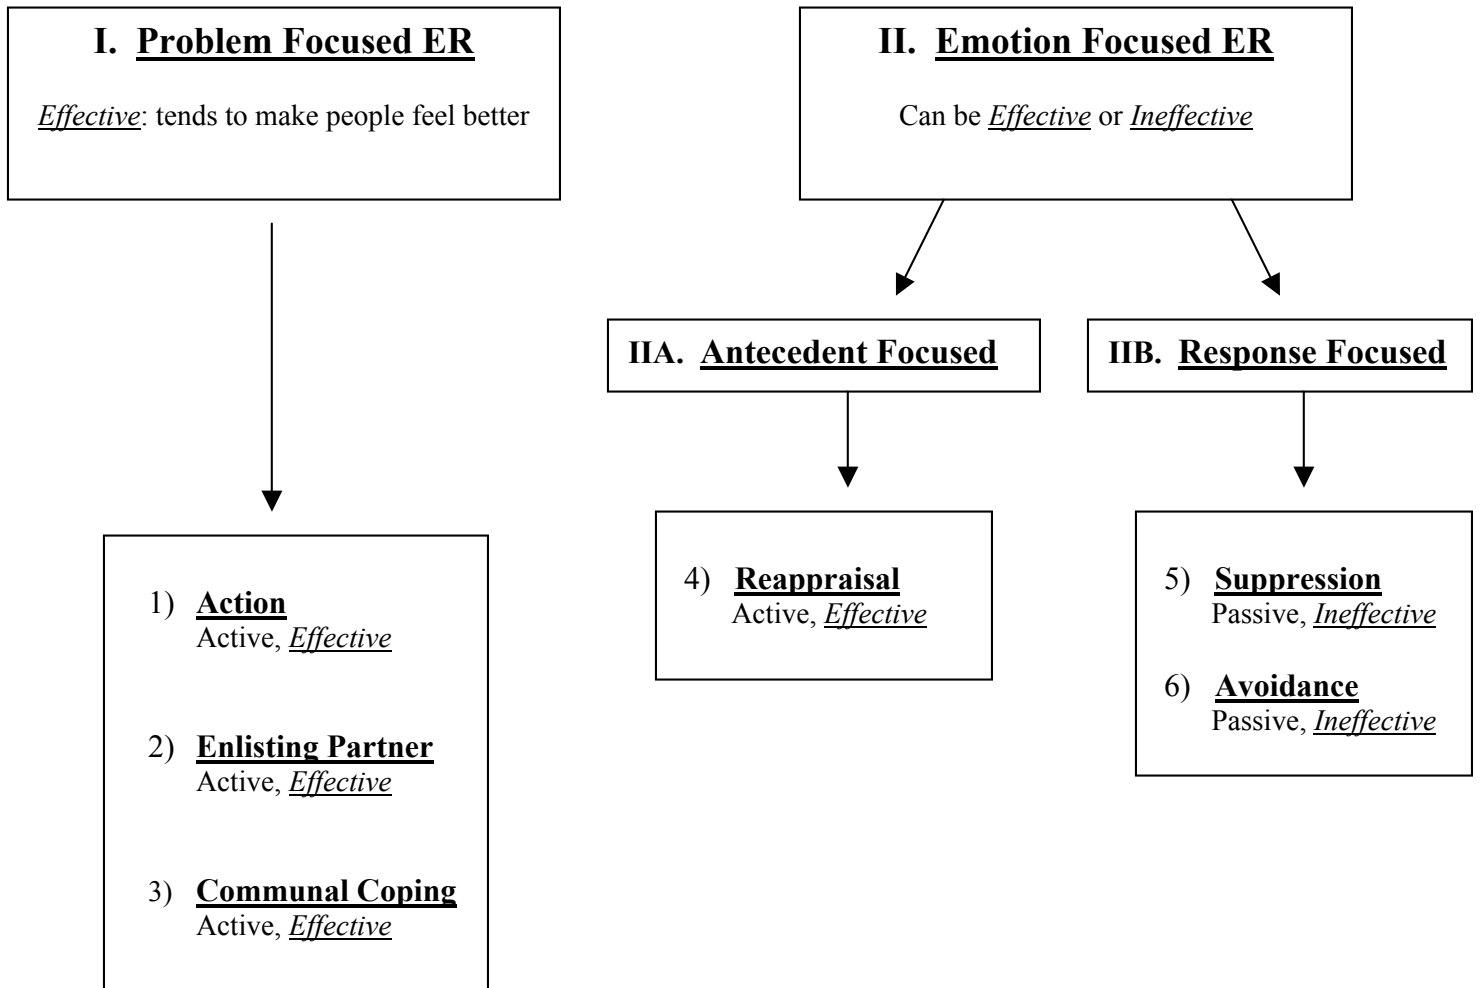 I. Problem Focused ER
Effective: tends to make people feel better
II. Emotion Focused ER
Can be Effective or Ineffective
IIA. Antecedent Focused
IIB. Response Focused
1) Action
Active, Effective
2) Enlisting Partner
Active, Effective
3) Communal Coping
Active, Effective
4) Reappraisal
Active, Effective
5) Suppression
Passive, Ineffective
6) Avoidance
Passive, Ineffective